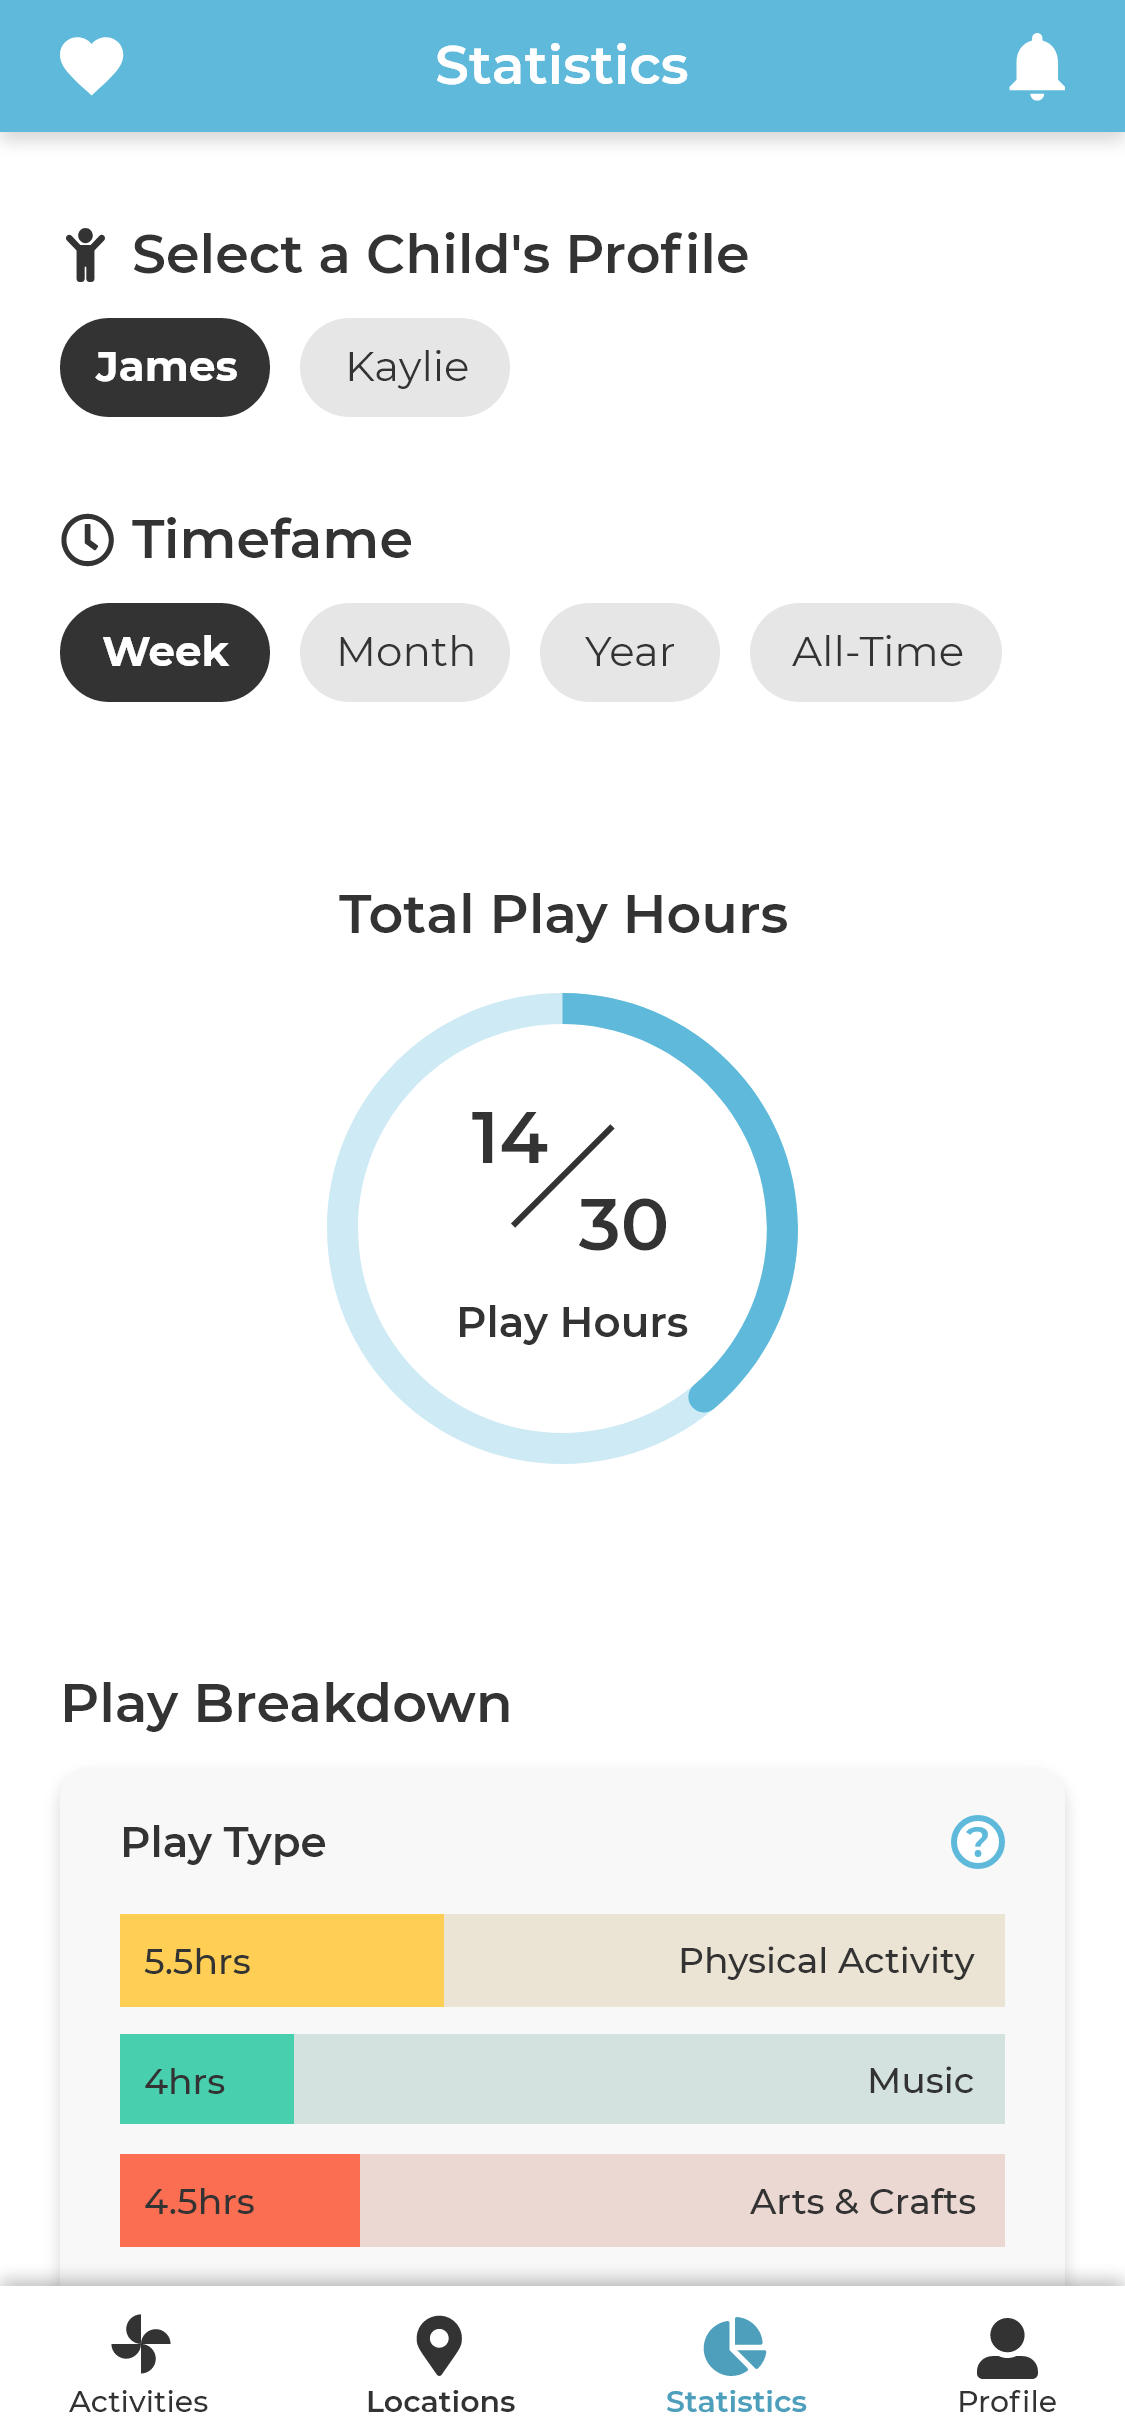 Statistics
Select a Child's Profile
James Kaylie
Timefame
Week Month Year All-Time
Total Play Hours
14/30
Play Hours
Play Breakdown
Play Type ?
5.5hrs Physical Activity
4hrs Music
4.5hrs Arts & Crafts
Activities Locations Statistics Profile